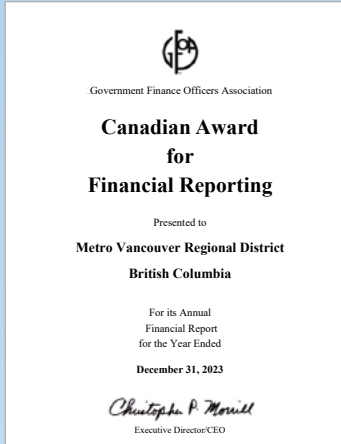 GFOA
Government Finance Officers Association
Canadian Award
for
Financial Reporting
Presented to
Metro Vancouver Regional District
British Columbia
For its Annual
Financial Report
for the Year Ended
December 31, 2023
Christopher P. Morrill
Executive Director/CEO